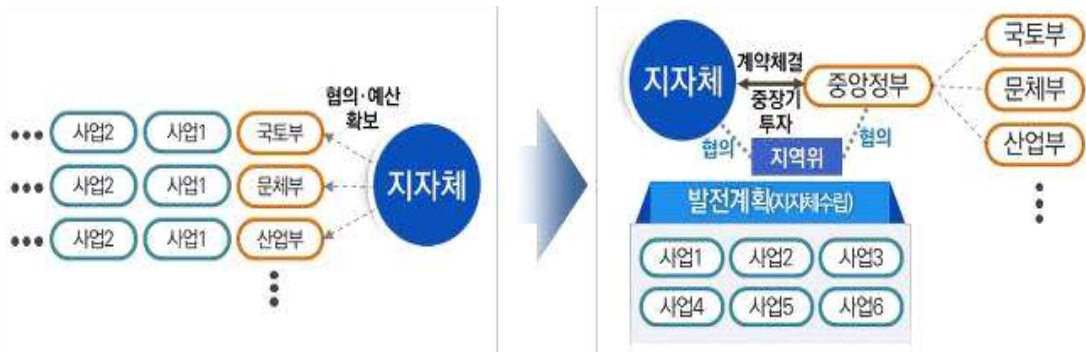 협의·예산
확보
••• 사업2 사업1 국토부
••• 사업2 사업1 문체부
••• 사업2 사업1 산업부
지자체
지자체
계약체결
중장기
투자
중앙정부
국토부
문체부
산업부
협의
지역위
협의
발전계획(지자체수립)
사업1 사업2 사업3
사업4 사업5 사업6